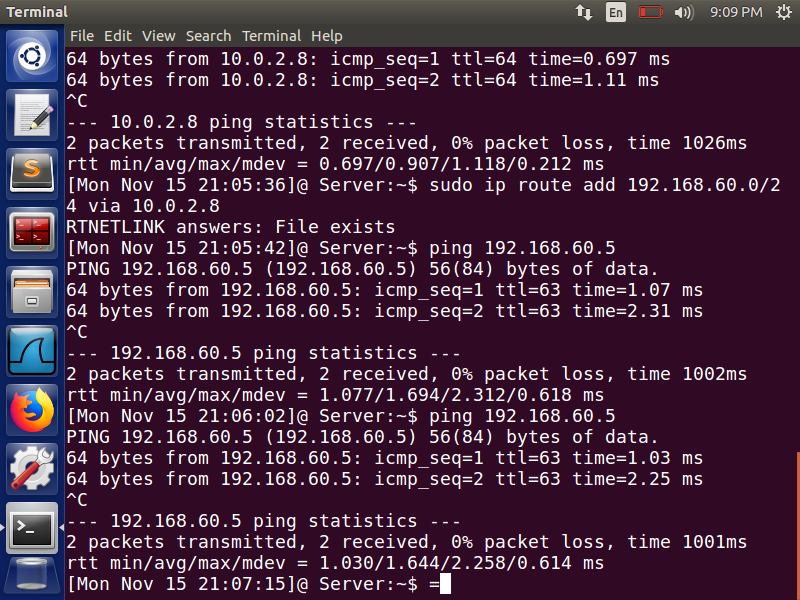 Terminal
En
9:09 PM
File Edit View Search Terminal Help
64 bytes from 10.0.2.8: icmp_seq=1 ttl=64 time=0.697 ms
64 bytes from 10.0.2.8: icmp_seq=2 ttl=64 time=1.11 ms
^C
--- 10.0.2.8 ping statistics ---
2 packets transmitted, 2 received, 0% packet loss, time 1026ms
rtt min/avg/max/mdev = 0.697/0.907/1.118/0.212 ms
[Mon Nov 15 21:05:36]@ Server:~$ sudo ip route add 192.168.60.0/2
4 via 10.0.2.8
RTNETLINK answers: File exists
[Mon Nov 15 21:05:42]@ Server:~$ ping 192.168.60.5
PING 192.168.60.5 (192.168.60.5) 56(84) bytes of data.
64 bytes from 192.168.60.5: icmp_seq=1 ttl=63 time=1.07 ms
64 bytes from 192.168.60.5: icmp_seq=2 ttl=63 time=2.31 ms
^C
--- 192.168.60.5 ping statistics ---
2 packets transmitted, 2 received, 0% packet loss, time 1002ms
rtt min/avg/max/mdev = 1.077/1.694/2.312/0.618 ms
[Mon Nov 15 21:06:02]@ Server:~$ ping 192.168.60.5
PING 192.168.60.5 (192.168.60.5) 56(84) bytes of data.
64 bytes from 192.168.60.5: icmp_seq=1 ttl=63 time=1.03 ms
64 bytes from 192.168.60.5: icmp_seq=2 ttl=63 time=2.25 ms
^C
--- 192.168.60.5 ping statistics ---
2 packets transmitted, 2 received, 0% packet loss, time 1001ms
rtt min/avg/max/mdev = 1.030/1.644/2.258/0.614 ms
[Mon Nov 15 21:07:15]@ Server:~$ =